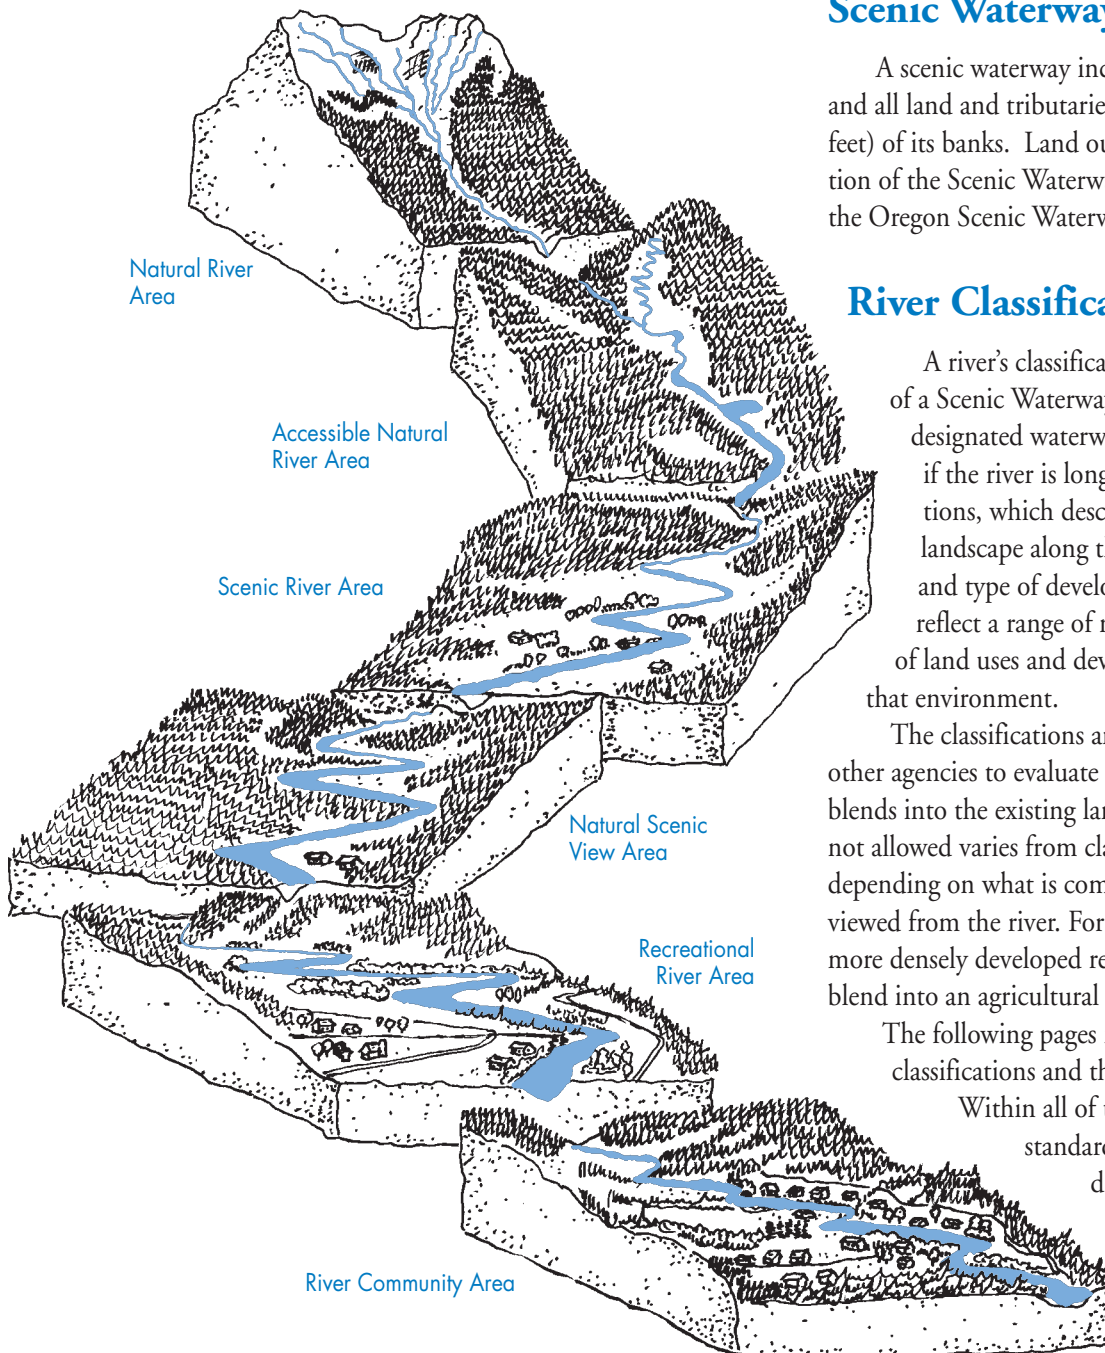 Scenic Waterway
A scenic waterway inc
and all land and tributarie
feet) of its banks. Land ou
tion of the Scenic Waterw
the Oregon Scenic Waterw
River Classifica
A river's classifica
of a Scenic Waterway
designated waterw
if the river is long
tions, which desc
landscape along t
and type of develo
reflect a range of
of land uses and dev
that environment.
The classifications a
other agencies to evaluate
blends into the existing la
not allowed varies from cla
depending on what is com
viewed from the river. For
more densely developed re
blend into an agricultural
The following pages
classifications and th
Within all of
standard
d
Natural River
Area
Accessible Natural
River Area
Scenic River Area
Natural Scenic
View Area
Recreational
River Area
River Community Area